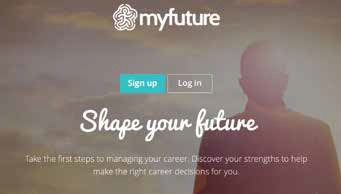 myfuture
Sign up
Log in
Shape your future
Take the first steps to managing your career. Discover your strengths to help
make the right career decisions for you.